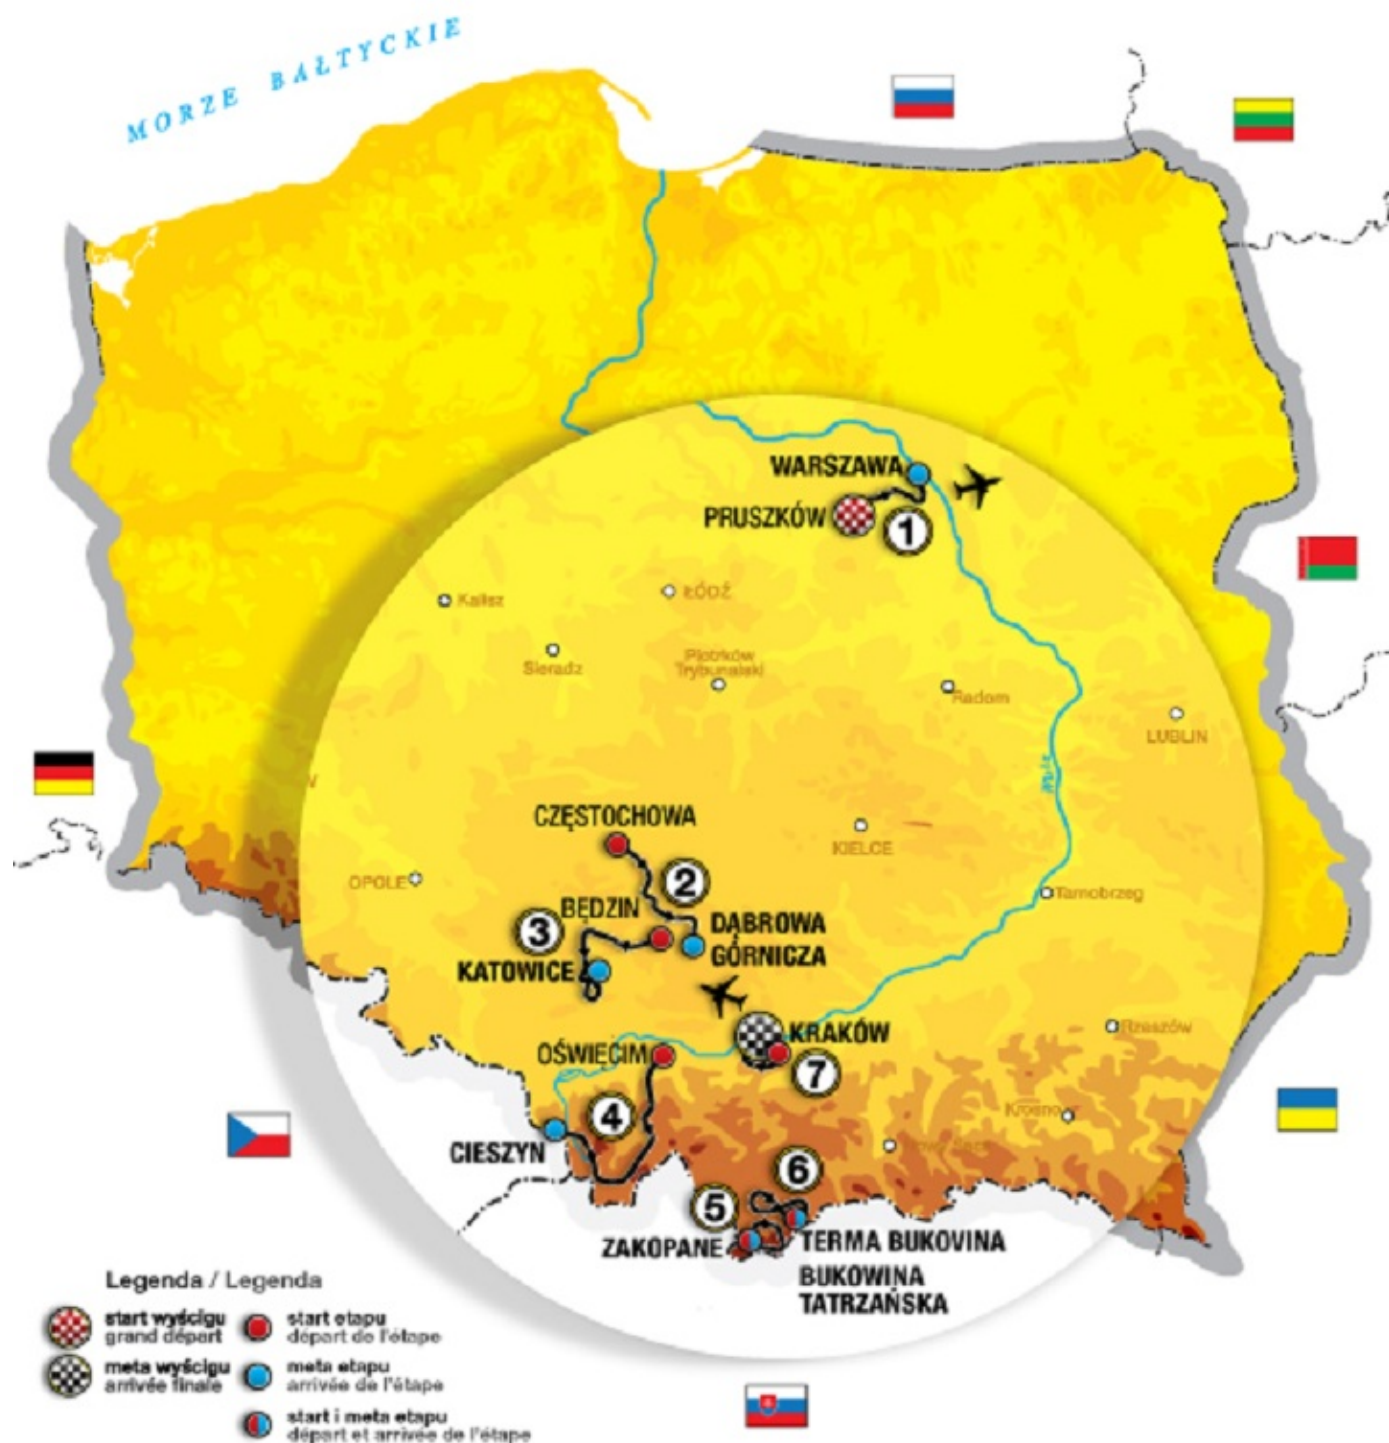 MORZE BAŁTYCKIE
WARSZAWA
PRUSZKÓW
1
Kalisz
ŁÓDŹ
Sieradz
Piotrków
Trybunalski
Radom
LUBLIN
CZĘSTOCHOWA
KIELCE
OPOLE
2
Tarnobrzeg
BĘDZIN
3
DĄBROWA
GÓRNICZA
KATOWICE
KRAKÓW
Rzeszów
OŚWIĘCIM
7
4
Krosno
CIESZYN
6
5
ZAKOPANE
TERMA BUKOVINA
BUKOWINA
TATRZAŃSKA
Legenda / Legenda
start wyścigu
grand départ
start etapu
départ de l'étape
meta wyścigu
arrivée finale
meta etapu
arrivée de l'étape
start i meta etapu
départ et arrivée de l'étape